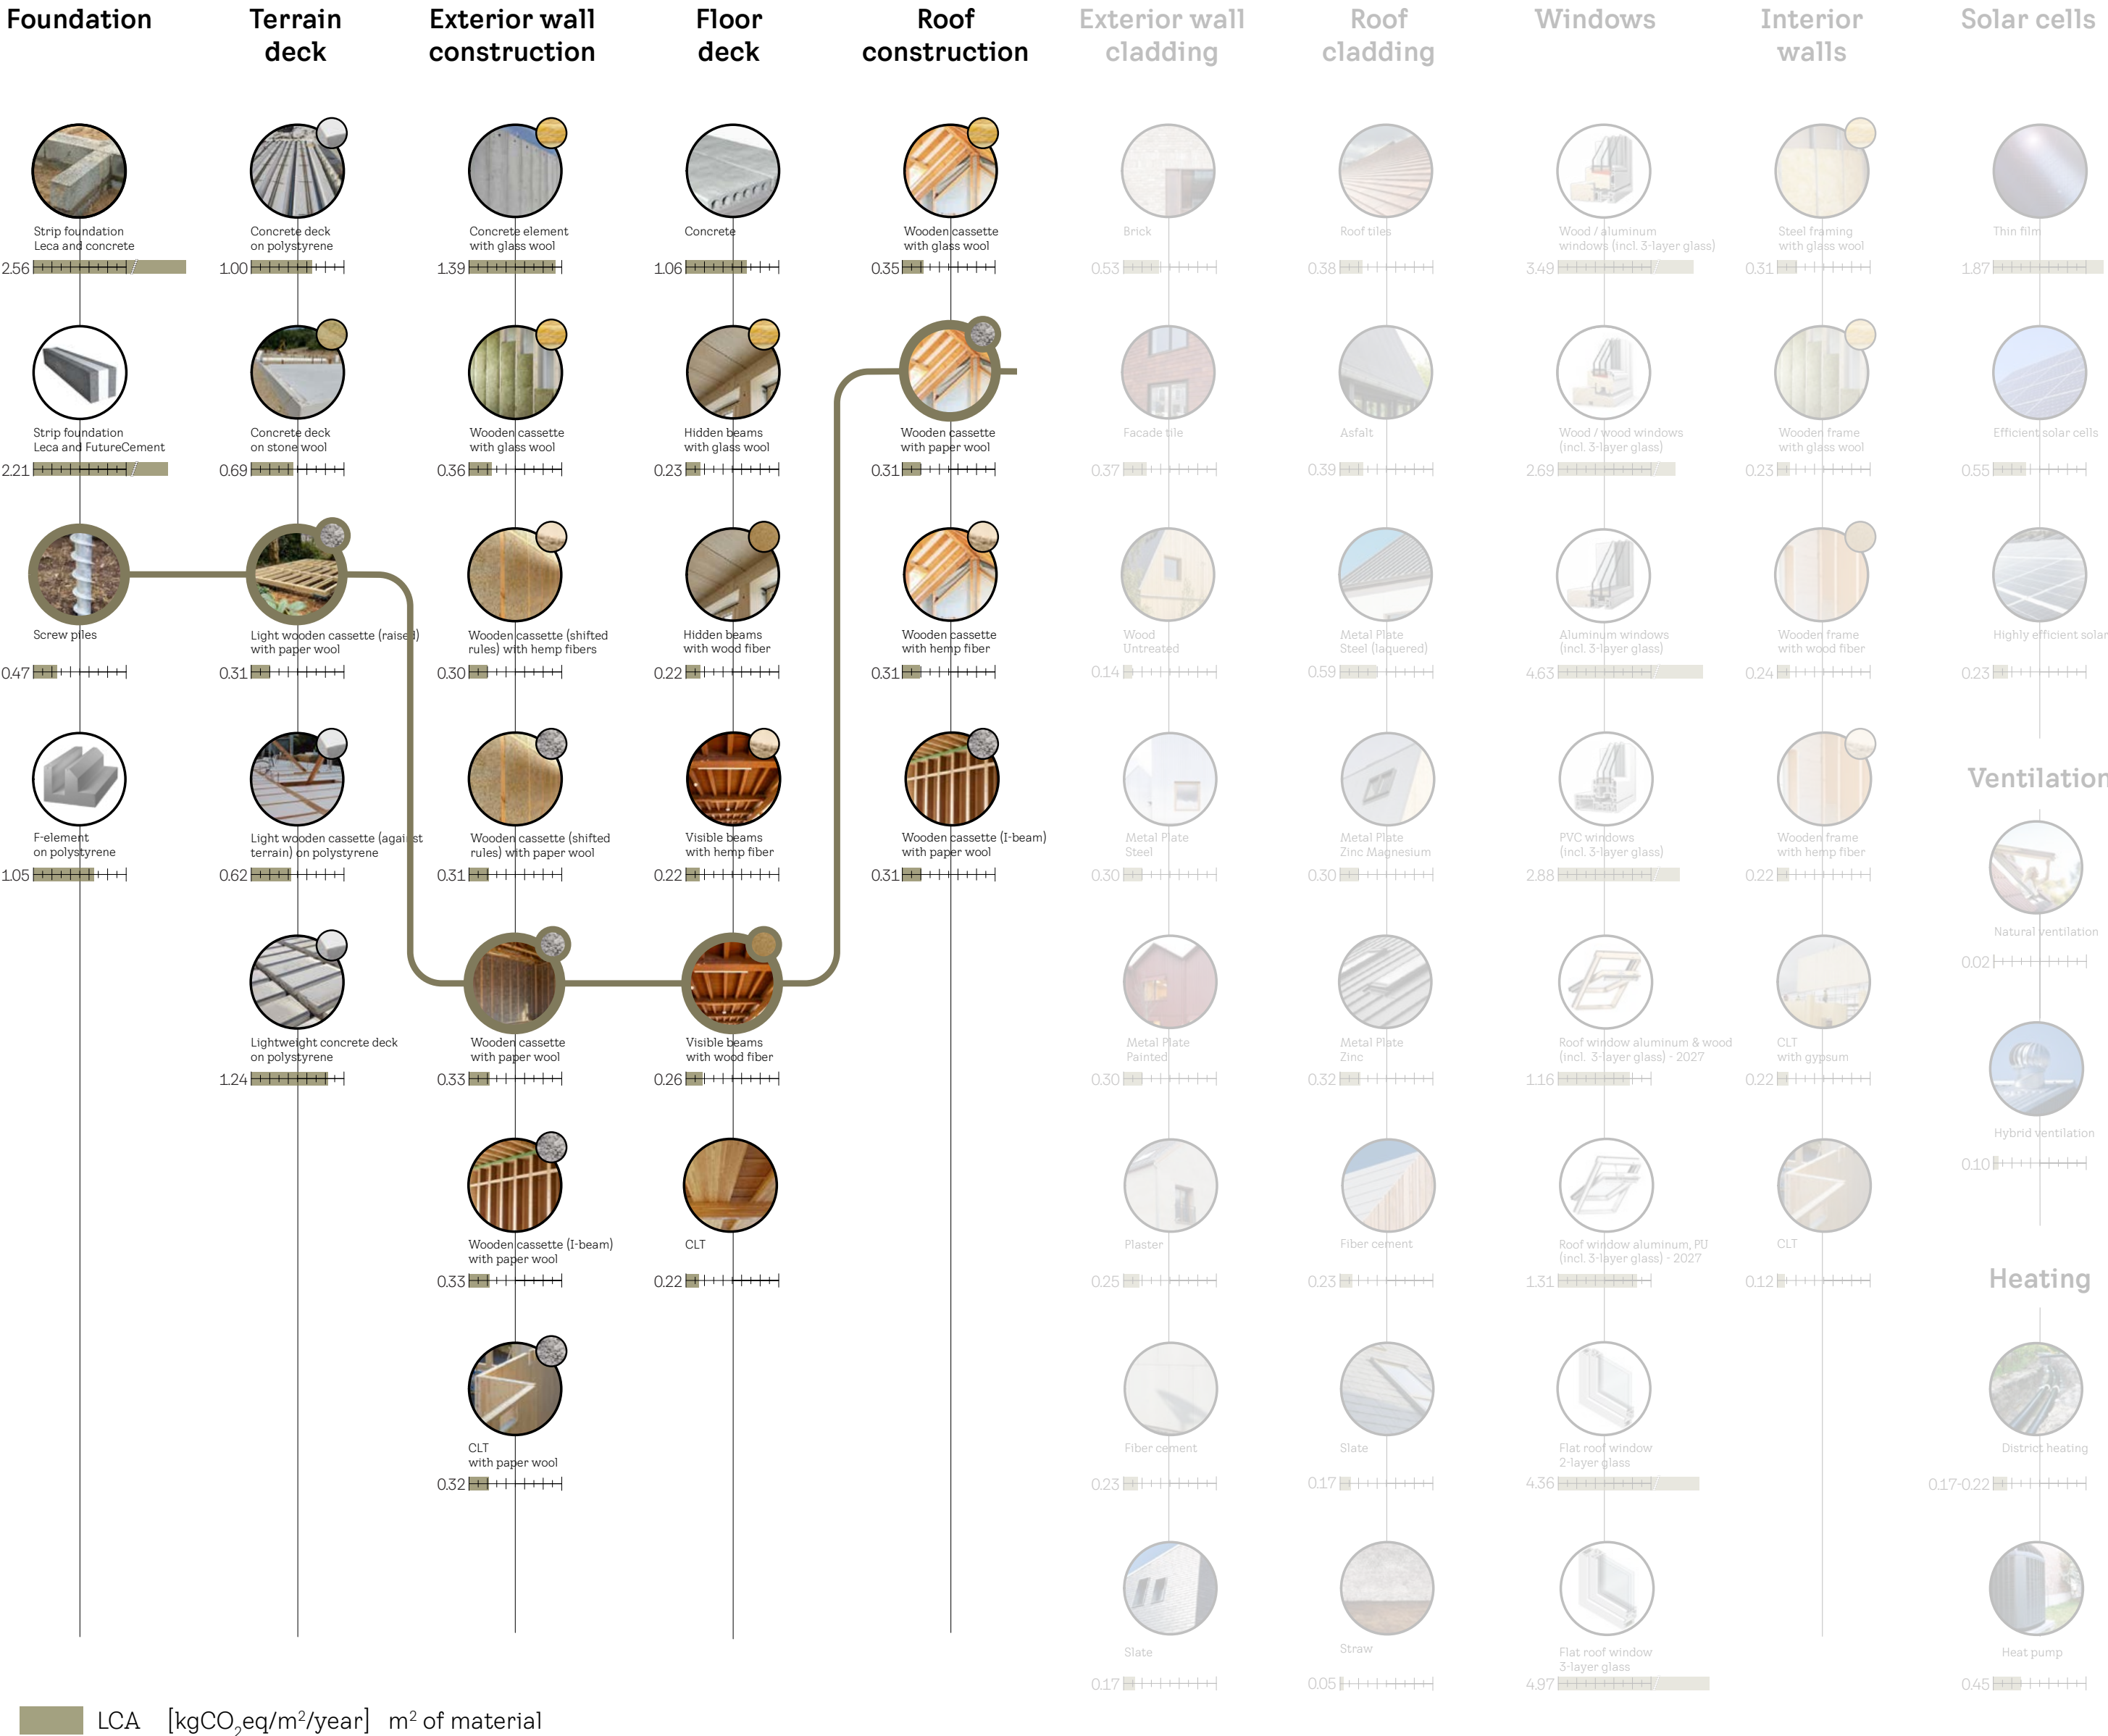 Foundation
Terrain
deck
Exterior wall
construction
Floor
deck
Roof
construction
Exterior wall
cladding
Roof
cladding
Windows
Interior
walls
Solar cells
Strip foundation
Leca and concrete
2.56
Concrete deck
on polystyrene
1.00
Concrete element
with glass wool
1.39
Concrete
1.06
Wooden cassette
with glass wool
0.35
Brick
0.53
Roof tiles
0.38
Wood / aluminum
windows (incl. 3-layer glass)
3.49
Steel framing
with glass wool
0.31
Thin film
1.87
Strip foundation
Leca and FutureCement
2.21
Concrete deck
on stone wool
0.69
Wooden cassette
with glass wool
0.36
Hidden beams
with glass wool
0.23
Wooden cassette
with paper wool
0.31
Facade tile
0.37
Asfalt
0.39
Wood / wood windows
(incl. 3-layer glass)
2.69
Wooden frame
with glass wool
0.23
Efficient solar cells
0.55
Screw piles
0.47
Light wooden cassette (raised)
with paper wool
0.31
Wooden cassette (shifted
rules) with hemp fibers
0.30
Hidden beams
with wood fiber
0.22
Wooden cassette
with hemp fiber
0.31
Wood
Untreated
0.14
Metal Plate
Steel (laquered)
0.59
Aluminum windows
(incl. 3-layer glass)
4.63
Wooden frame
with wood fiber
0.24
Highly efficient solar
0.23
F-element
on polystyrene
1.05
Light wooden cassette (against
terrain) on polystyrene
0.62
Wooden cassette (shifted
rules) with paper wool
0.31
Visible beams
with hemp fiber
0.22
Wooden cassette (I-beam)
with paper wool
0.31
Metal Plate
Steel
0.30
Metal Plate
Zinc Magnesium
0.30
PVC windows
(incl. 3-layer glass)
2.88
Wooden frame
with hemp fiber
0.22
Ventilation
Natural ventilation
0.02
Lightweight concrete deck
on polystyrene
1.24
Wooden cassette
with paper wool
0.33
Visible beams
with wood fiber
0.26
Metal Plate
Painted
0.30
Metal Plate
Zinc
0.32
Roof window aluminum & wood
(incl. 3-layer glass) - 2027
1.16
CLT
with gypsum
0.22
Hybrid ventilation
0.10
Wooden cassette (I-beam)
with paper wool
0.33
CLT
0.22
Plaster
0.25
Fiber cement
0.23
Roof window aluminum, PU
(incl. 3-layer glass) - 2027
1.31
CLT
0.12
Heating
CLT
with paper wool
0.32
Fiber cement
0.23
Slate
0.17
Flat roof window
2-layer glass
4.36
District heating
0.17-0.22
Slate
0.17
Straw
0.05
Flat roof window
3-layer glass
4.97
Heat pump
0.45
LCA [kgCO₂eq/m²/year] m² of material